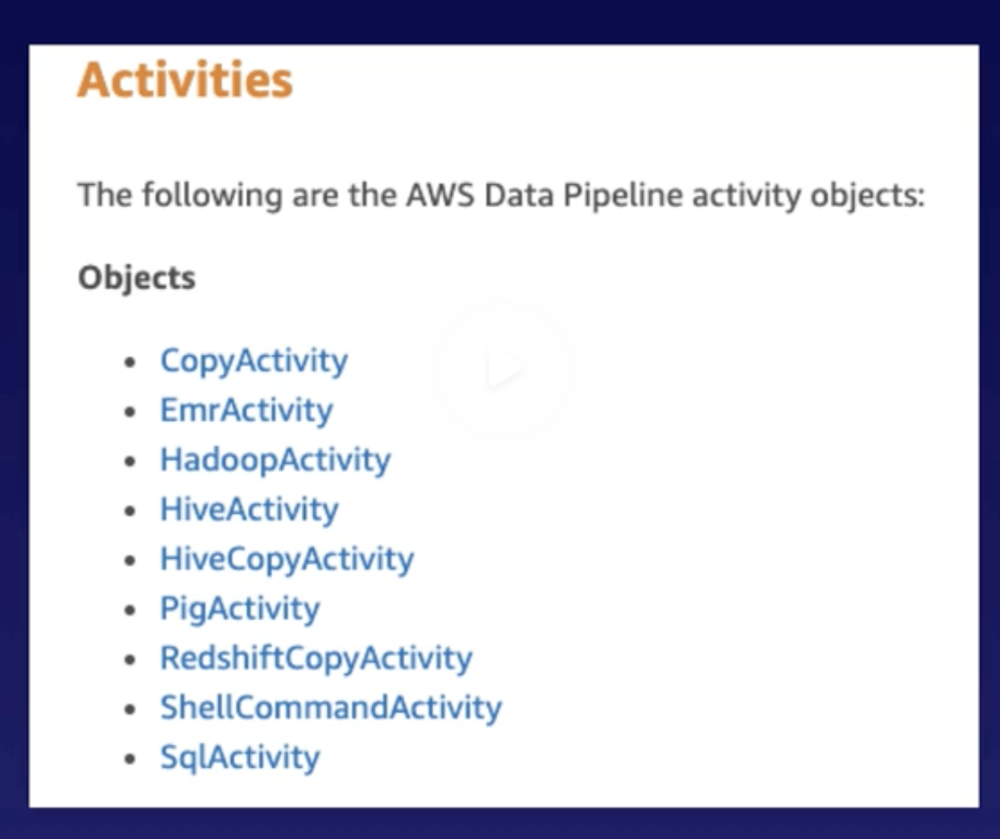 Activities
The following are the AWS Data Pipeline activity objects:
Objects
• CopyActivity
• EmrActivity
• HadoopActivity
• HiveActivity
• HiveCopyActivity
• PigActivity
• RedshiftCopyActivity
• ShellCommandActivity
• SqlActivity